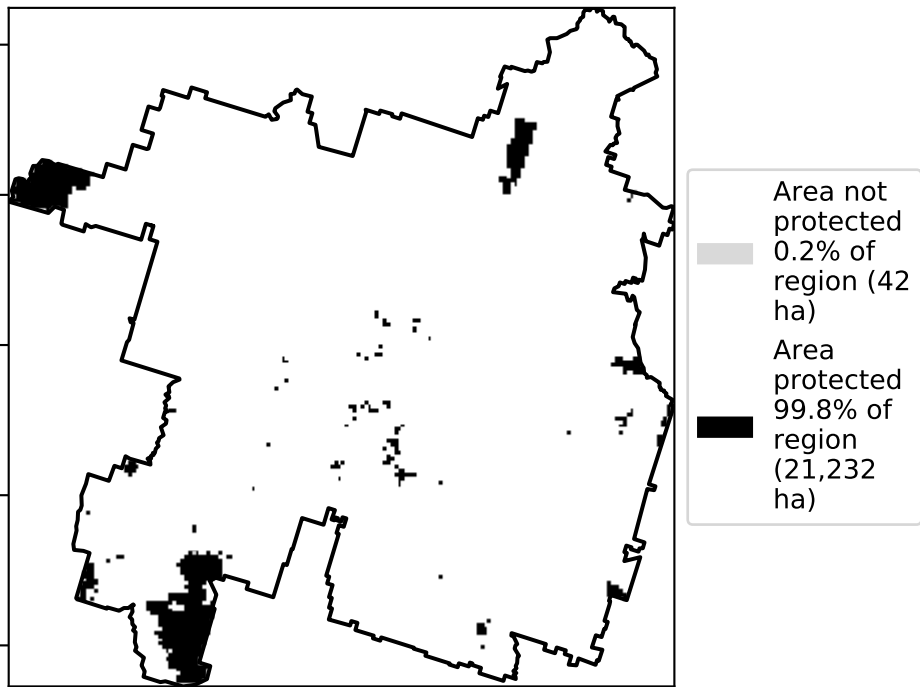 Area not
protected
0.2% of
region (42
ha)
Area
protected
99.8% of
region
(21,232
ha)